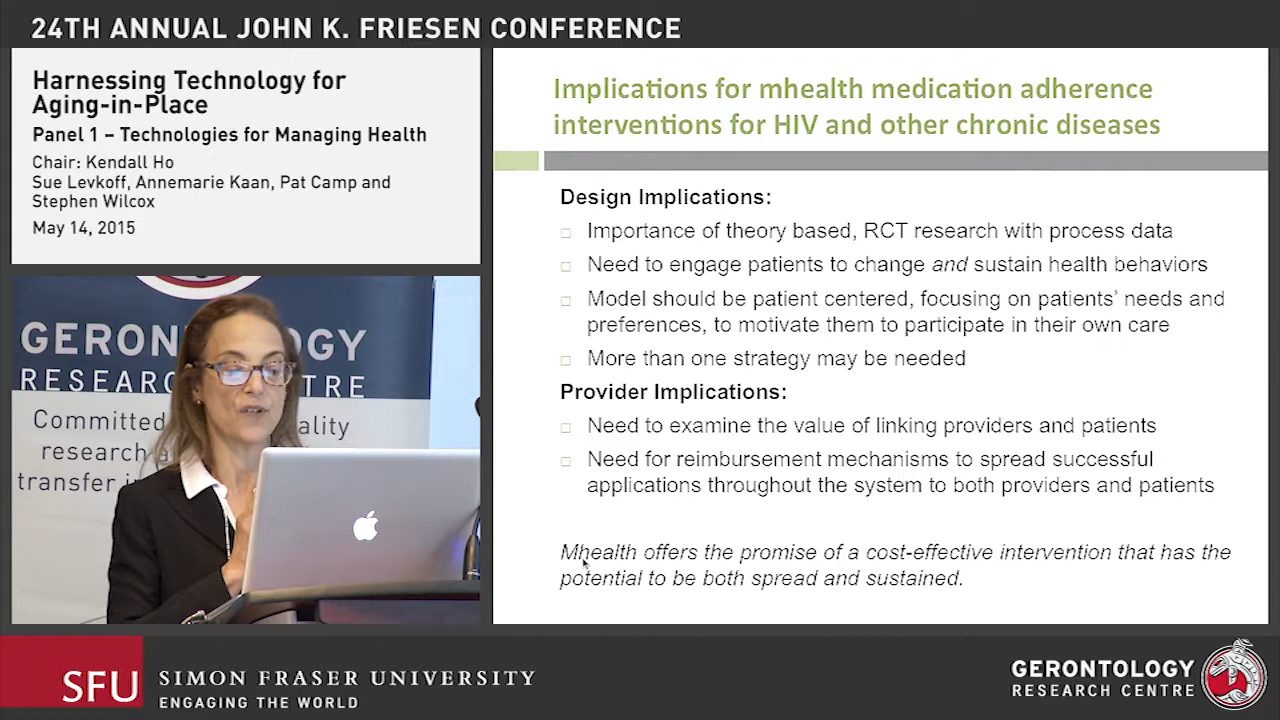 24TH ANNUAL JOHN K. FRIESEN CONFERENCE
Harnessing Technology for
Aging-in-Place
Panel 1 – Technologies for Managing Health
Chair: Kendall Ho
Sue Levkoff, Annemarie Kaan, Pat Camp and
Stephen Wilcox
May 14, 2015
GERON
OGY
RESEAR
TRE
Committed
research
transfer
Implications for mhealth medication adherence
interventions for HIV and other chronic diseases
Design Implications:
Importance of theory based, RCT research with process data
Need to engage patients to change and sustain health behaviors
Model should be patient centered, focusing on patients’ needs and
preferences, to motivate them to participate in their own care
More than one strategy may be needed
Provider Implications:
Need to examine the value of linking providers and patients
Need for reimbursement mechanisms to spread successful
applications throughout the system to both providers and patients
Mhealth offers the promise of a cost-effective intervention that has the
potential to be both spread and sustained.
SFU
SIMON FRASER UNIVERSITY
ENGAGING THE WORLD
GERONTOLOGY
RESEARCH CENTRE